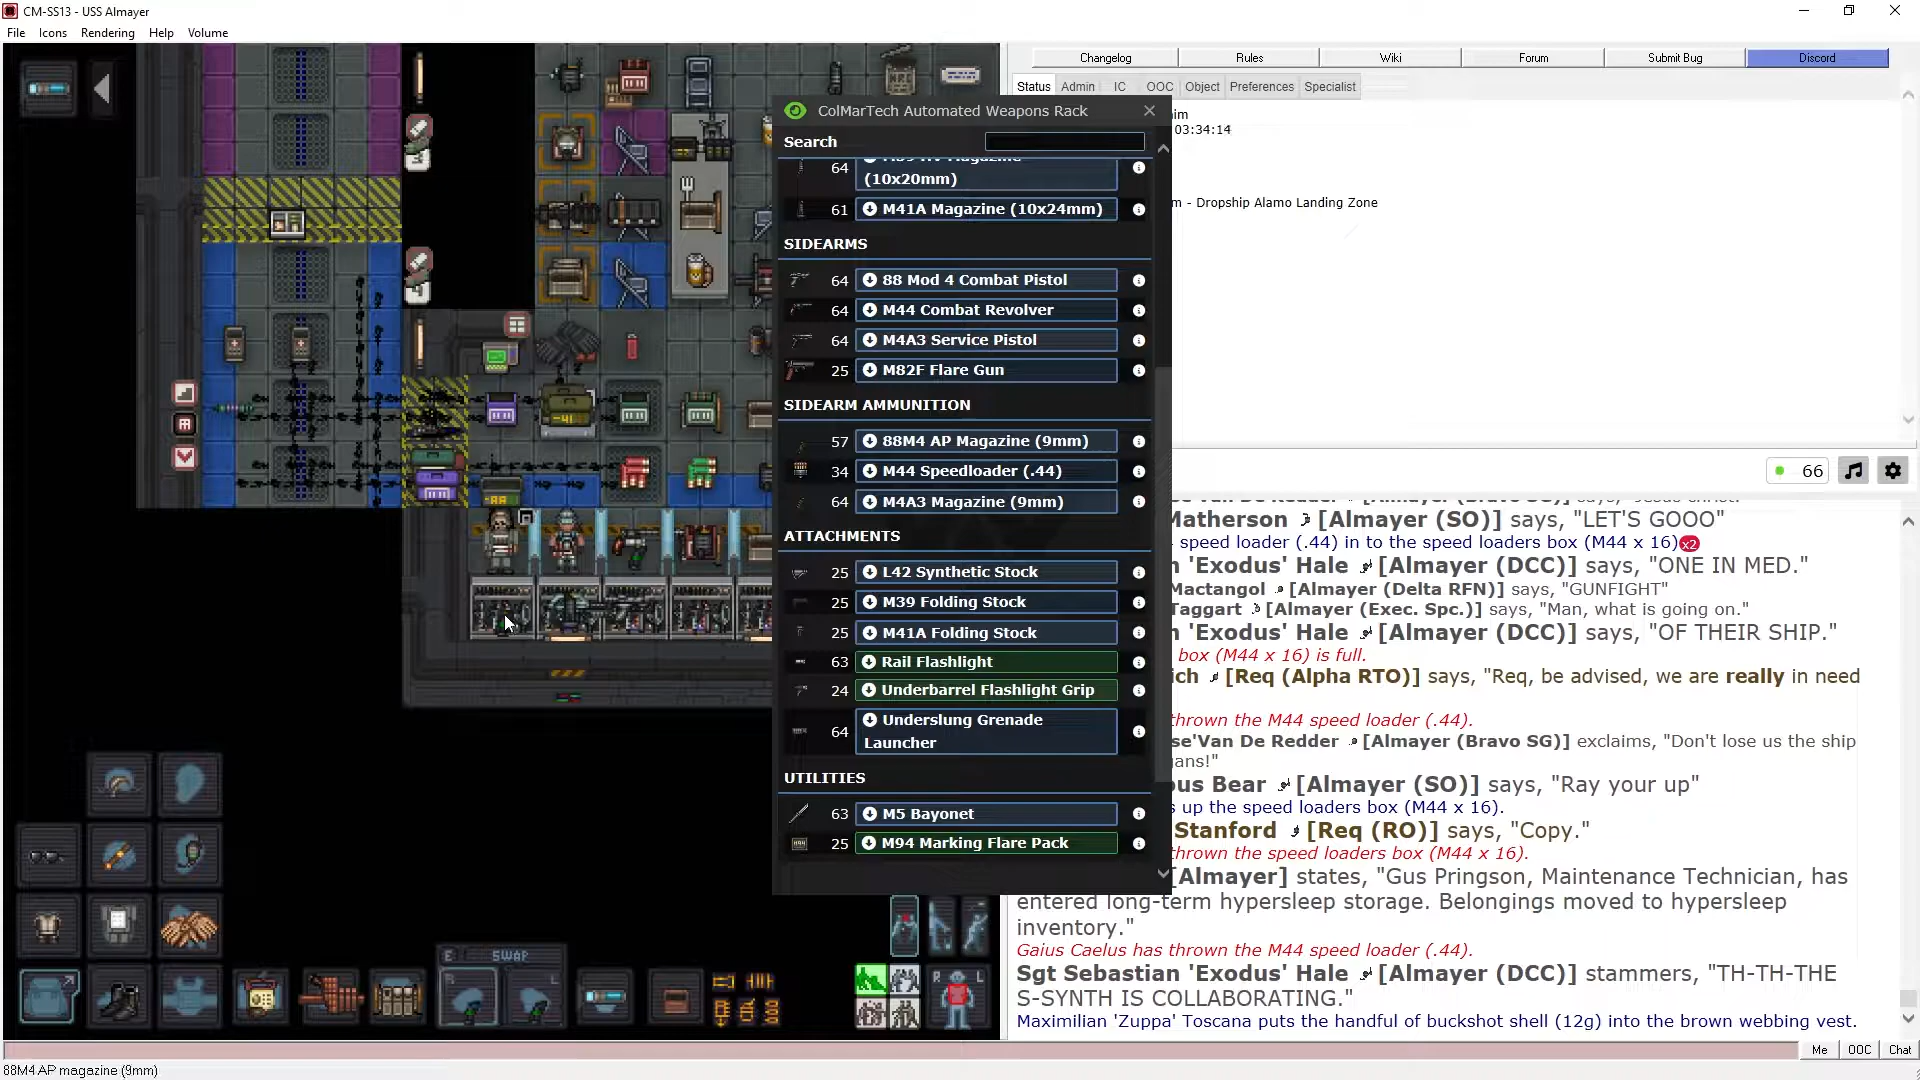 CM-SS13 - USS Almayer
File Icons Rendering Help Volume
Changelog Rules Wiki Forum Submit Bug Discord
Status Admin IC OOC Object Preferences Specialist
03:34:14
- Dropship Alamo Landing Zone
ColMarTech Automated Weapons Rack
Search
64 (10x20mm)
61 M41A Magazine (10x24mm)
SIDEARMS
64 88 Mod 4 Combat Pistol
64 M44 Combat Revolver
64 M4A3 Service Pistol
25 M82F Flare Gun
SIDEARM AMMUNITION
57 88M4 AP Magazine (9mm)
34 M44 Speedloader (.44)
64 M4A3 Magazine (9mm)
ATTACHMENTS
25 L42 Synthetic Stock
25 M39 Folding Stock
25 M41A Folding Stock
63 Rail Flashlight
24 Underbarrel Flashlight Grip
64 Underslung Grenade
Launcher
UTILITIES
63 M5 Bayonet
25 M94 Marking Flare Pack
66
Matherson [Almayer (SO)] says, "LET'S GOOO"
speed loader (.44) in to the speed loaders box (M44 x 16) x2
'Exodus' Hale [Almayer (DCC)] says, "ONE IN MED."
Mactangol [Almayer (Delta RFN)] says, "GUNFIGHT"
Taggart [Almayer (Exec. Spc.)] says, "Man, what is going on."
'Exodus' Hale [Almayer (DCC)] says, "OF THEIR SHIP."
box (M44 x 16) is full.
[Req (Alpha RTO)] says, "Req, be advised, we are really in need
thrown the M44 speed loader (.44).
se'Van De Redder [Almayer (Bravo SG)] exclaims, "Don't lose us the ship
ans!"
Bear [Almayer (SO)] says, "Ray your up"
s up the speed loaders box (M44 x 16).
Stanford [Req (RO)] says, "Copy."
thrown the speed loaders box (M44 x 16).
[Almayer] states, "Gus Pringson, Maintenance Technician, has
entered long-term hypersleep storage. Belongings moved to hypersleep
inventory."
Gaius Caelus has thrown the M44 speed loader (.44).
Sgt Sebastian 'Exodus' Hale [Almayer (DCC)] stammers, "TH-TH-THE
S-SYNTH IS COLLABORATING."
Maximilian 'Zuppa' Toscana puts the handful of buckshot shell (12g) into the brown webbing vest.
E SWAP
R L
R L
Me OOC Chat
88M4 AP magazine (9mm)